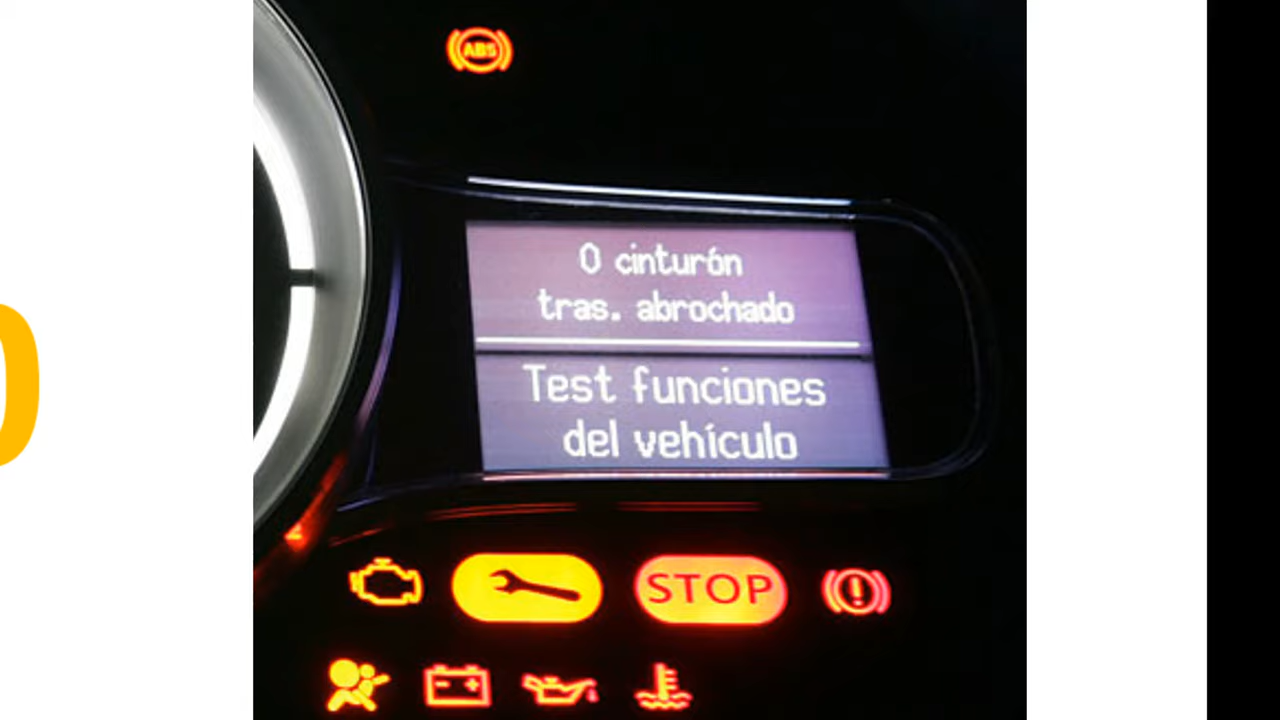 ABS
0 cinturón
tras. abrochado
Test funciones
del vehículo
STOP